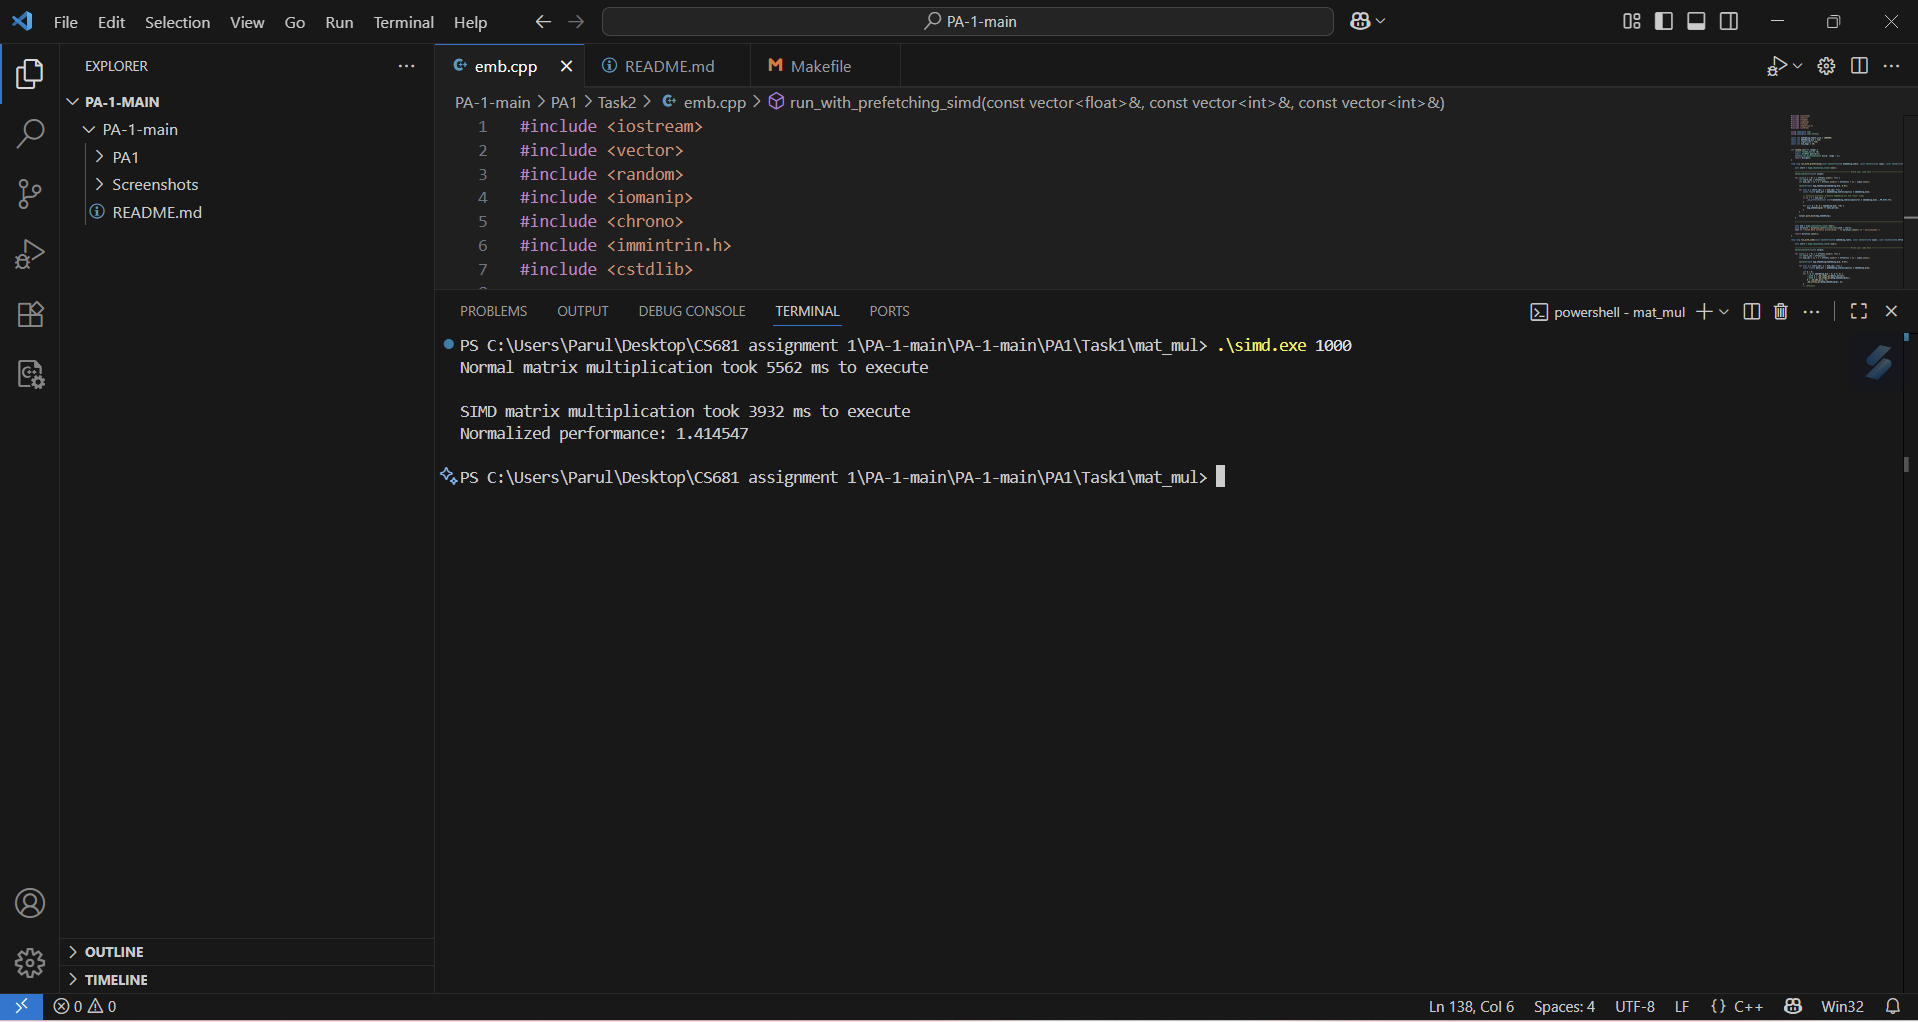 File Edit Selection View Go Run Terminal Help
PA-1-main
EXPLORER
PA-1-MAIN
PA-1-main
PA1
Screenshots
README.md
OUTLINE
TIMELINE
emb.cpp README.md Makefile
PA-1-main > PA1 > Task2 > emb.cpp > run_with_prefetching_simd(const vector<float>&, const vector<int>&, const vector<int>&)
1 #include <iostream>
2 #include <vector>
3 #include <random>
4 #include <iomanip>
5 #include <chrono>
6 #include <immintrin.h>
7 #include <cstdlib>
PROBLEMS OUTPUT DEBUG CONSOLE TERMINAL PORTS
powershell - mat_mul
PS C:\Users\Parul\Desktop\CS681 assignment 1\PA-1-main\PA-1-main\PA1\Task1\mat_mul> .\simd.exe 1000
Normal matrix multiplication took 5562 ms to execute
SIMD matrix multiplication took 3932 ms to execute
Normalized performance: 1.414547
PS C:\Users\Parul\Desktop\CS681 assignment 1\PA-1-main\PA-1-main\PA1\Task1\mat_mul>
0 0
Ln 138, Col 6 Spaces: 4 UTF-8 LF {} C++ Win32